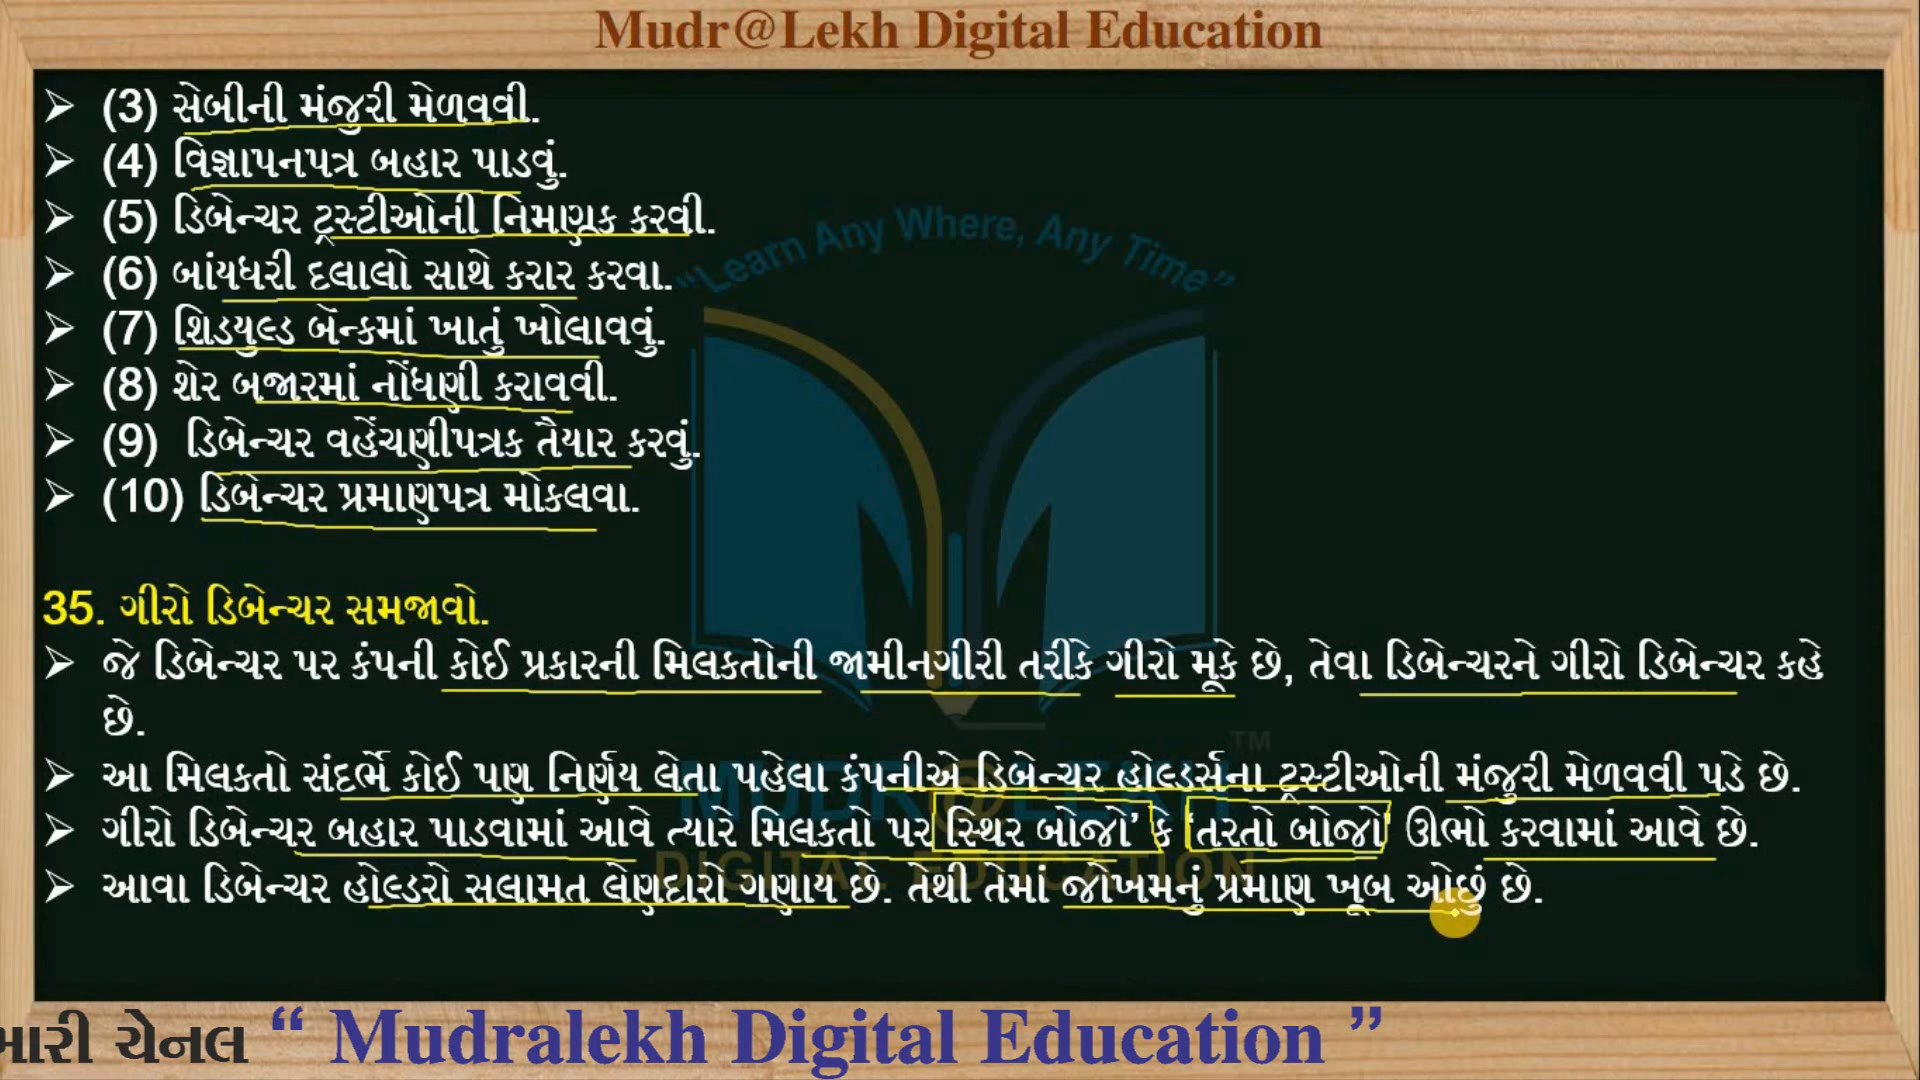 Mudr@Lekh Digital Education
➢ (3) સેબીની મંજુરી મેળવવી.
➢ (4) વિજ્ઞાપનપત્ર બહાર પાડવું.
➢ (5) ડિબેન્ચર ટ્રસ્ટીઓની નિમણૂક કરવી.
➢ (6) બાંયધરી દલાલો સાથે કરાર કરવા.
➢ (7) શિડયુલ્ડ બૅન્કમાં ખાતું ખોલાવવું.
➢ (8) શેર બજારમાં નોંધણી કરાવવી.
➢ (9) ડિબેન્ચર વહેંચણીપત્રક તૈયાર કરવું.
➢ (10) ડિબેન્ચર પ્રમાણપત્ર મોકલવા.
“Learn Any Where, Any Time”
35. ગીરો ડિબેન્ચર સમજાવો.
➢ જે ડિબેન્ચર પર કંપની કોઈ પ્રકારની મિલકતોની જામીનગીરી તરીકે ગીરો મૂકે છે, તેવા ડિબેન્ચરને ગીરો ડિબેન્ચર કહે
છે.
➢ આ મિલકતો સંદર્ભે કોઈ પણ નિર્ણય લેતા પહેલા કંપનીએ ડિબેન્ચર હોલ્ડર્સના ટ્રસ્ટીઓની મંજુરી મેળવવી પડે છે.
➢ ગીરો ડિબેન્ચર બહાર પાડવામાં આવે ત્યારે મિલકતો પર ‘સ્થિર બોજો’ કે ‘તરતો બોજો’ ઊભો કરવામાં આવે છે.
➢ આવા ડિબેન્ચર હોલ્ડરો સલામત લેણદારો ગણાય છે. તેથી તેમાં જોખમનું પ્રમાણ ખૂબ ઓછું છે.
MUDR@LEKH TM
DIGITAL EDUCATION
ચેનલ “ Mudralekh Digital Education ”